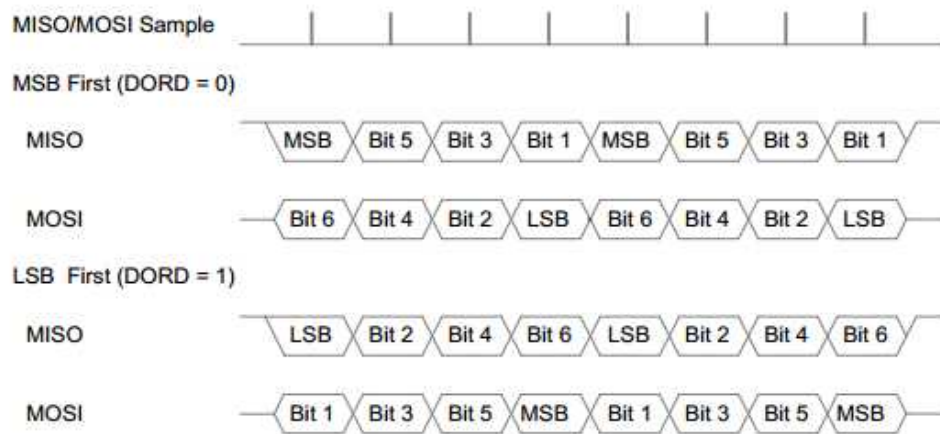 MISO/MOSI Sample
MSB First (DORD = 0)
MISO MSB Bit 5 Bit 3 Bit 1 MSB Bit 5 Bit 3 Bit 1
MOSI Bit 6 Bit 4 Bit 2 LSB Bit 6 Bit 4 Bit 2 LSB
LSB First (DORD = 1)
MISO LSB Bit 2 Bit 4 Bit 6 LSB Bit 2 Bit 4 Bit 6
MOSI Bit 1 Bit 3 Bit 5 MSB Bit 1 Bit 3 Bit 5 MSB